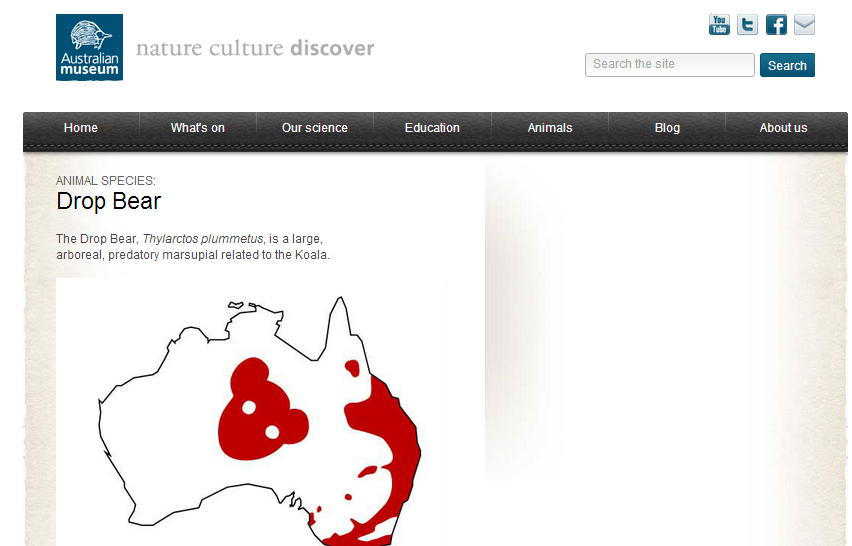 Australian
museum
nature culture discover
You
Tube
Search the site
Search
Home What's on Our science Education Animals Blog About us
ANIMAL SPECIES:
Drop Bear
The Drop Bear, Thylarctos plummetus, is a large,
arboreal, predatory marsupial related to the Koala.